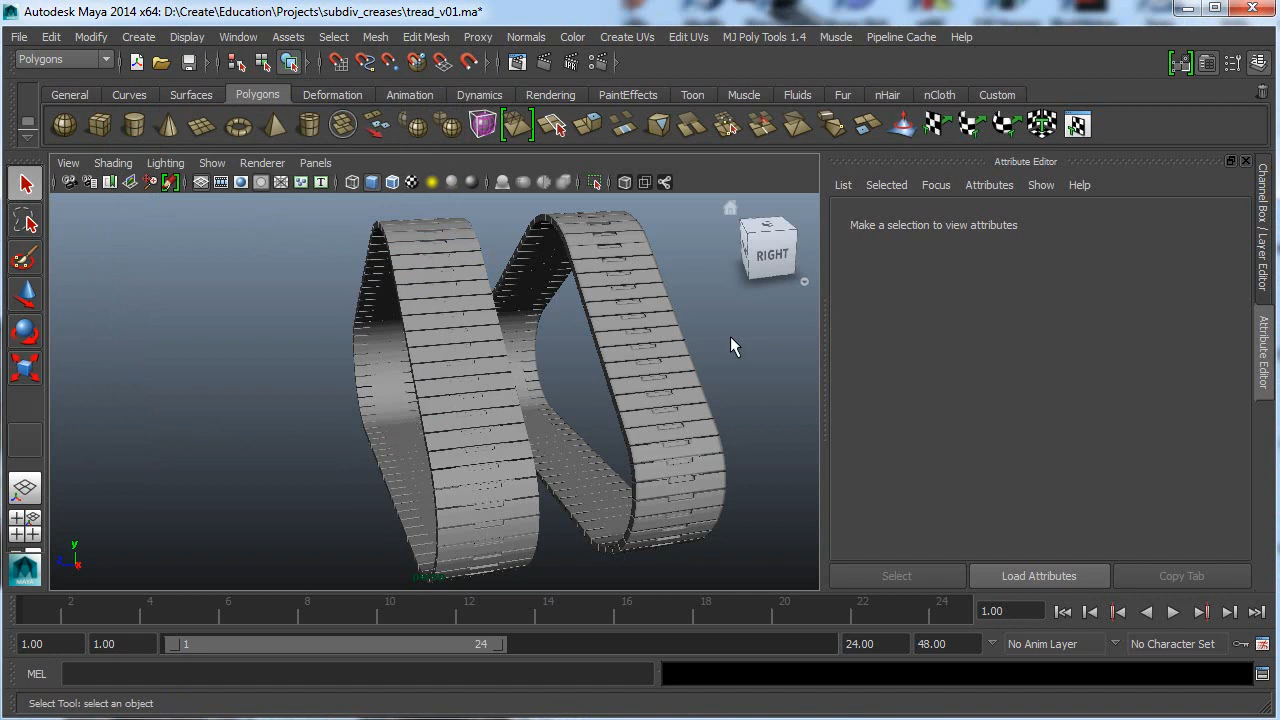 Autodesk Maya 2014 x64: D:\Create\Education\Projects\subdiv_creases\tread_v01.ma*
File Edit Modify Create Display Window Assets Select Mesh Edit Mesh Proxy Normals Color Create UVs Edit UVs MJ Poly Tools 1.4 Muscle Pipeline Cache Help
Polygons
General Curves Surfaces Polygons Deformation Animation Dynamics Rendering PaintEffects Toon Muscle Fluids Fur nHair nCloth Custom
View Shading Lighting Show Renderer Panels
Attribute Editor
List Selected Focus Attributes Show Help
Make a selection to view attributes
RIGHT
Channel Box / Layer Editor
Attribute Editor
y
x
persp
MAYA
Select Load Attributes Copy Tab
2 4 6 8 10 12 14 16 18 20 22 24
1.00
1.00 1.00 1 24 24.00 48.00 No Anim Layer No Character Set
MEL
Select Tool: select an object